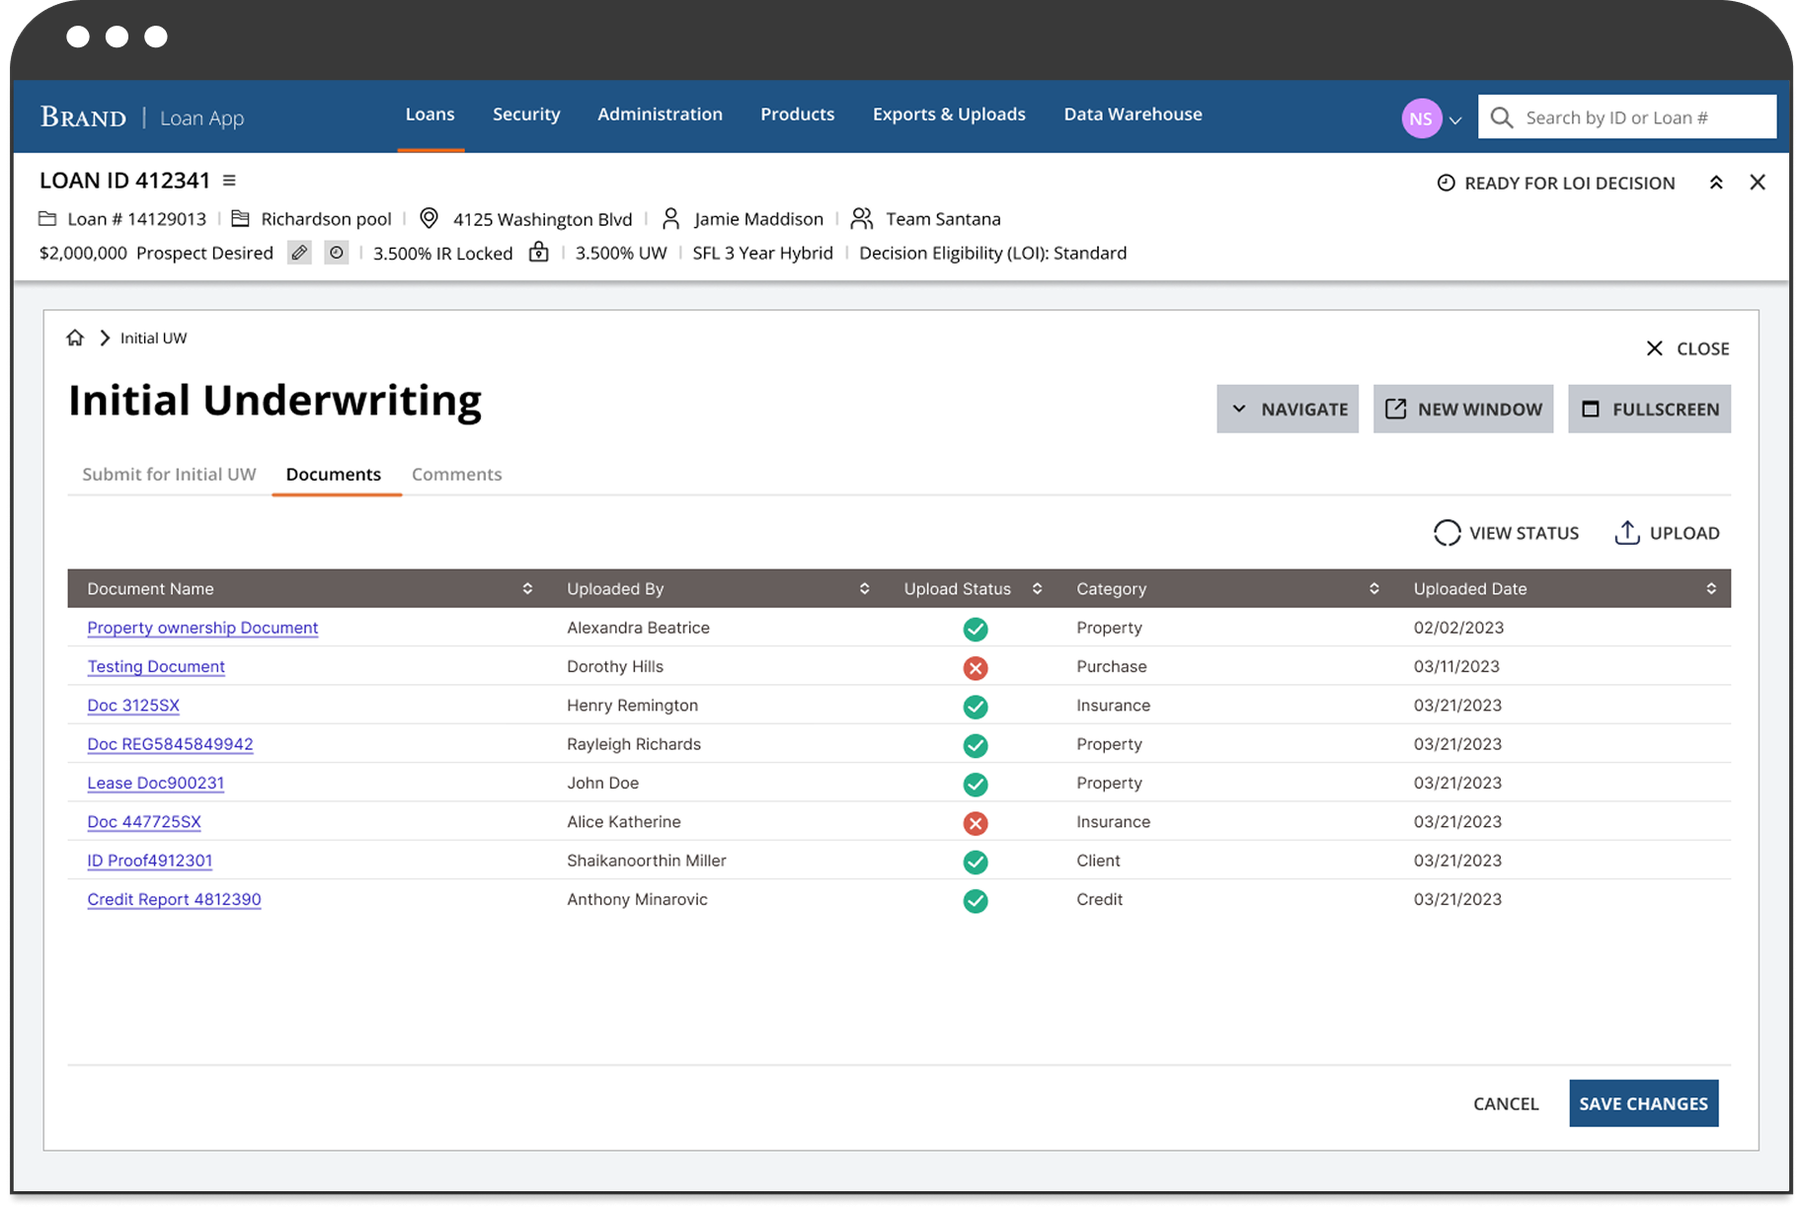 BRAND | Loan App Loans Security Administration Products Exports & Uploads Data Warehouse NS Search by ID or Loan #
LOAN ID 412341 READY FOR LOI DECISION
Loan # 14129013 Richardson pool 4125 Washington Blvd Jamie Maddison Team Santana
$2,000,000 Prospect Desired 3.500% IR Locked 3.500% UW SFL 3 Year Hybrid Decision Eligibility (LOI): Standard
Initial UW
CLOSE
Initial Underwriting
NAVIGATE NEW WINDOW FULLSCREEN
Submit for Initial UW Documents Comments
VIEW STATUS UPLOAD
Document Name Uploaded By Upload Status Category Uploaded Date
Property ownership Document Alexandra Beatrice Property 02/02/2023
Testing Document Dorothy Hills Purchase 03/11/2023
Doc 3125SX Henry Remington Insurance 03/21/2023
Doc REG5845849942 Rayleigh Richards Property 03/21/2023
Lease Doc900231 John Doe Property 03/21/2023
Doc 447725SX Alice Katherine Insurance 03/21/2023
ID Proof4912301 Shaikanoorthin Miller Client 03/21/2023
Credit Report 4812390 Anthony Minarovic Credit 03/21/2023
CANCEL SAVE CHANGES